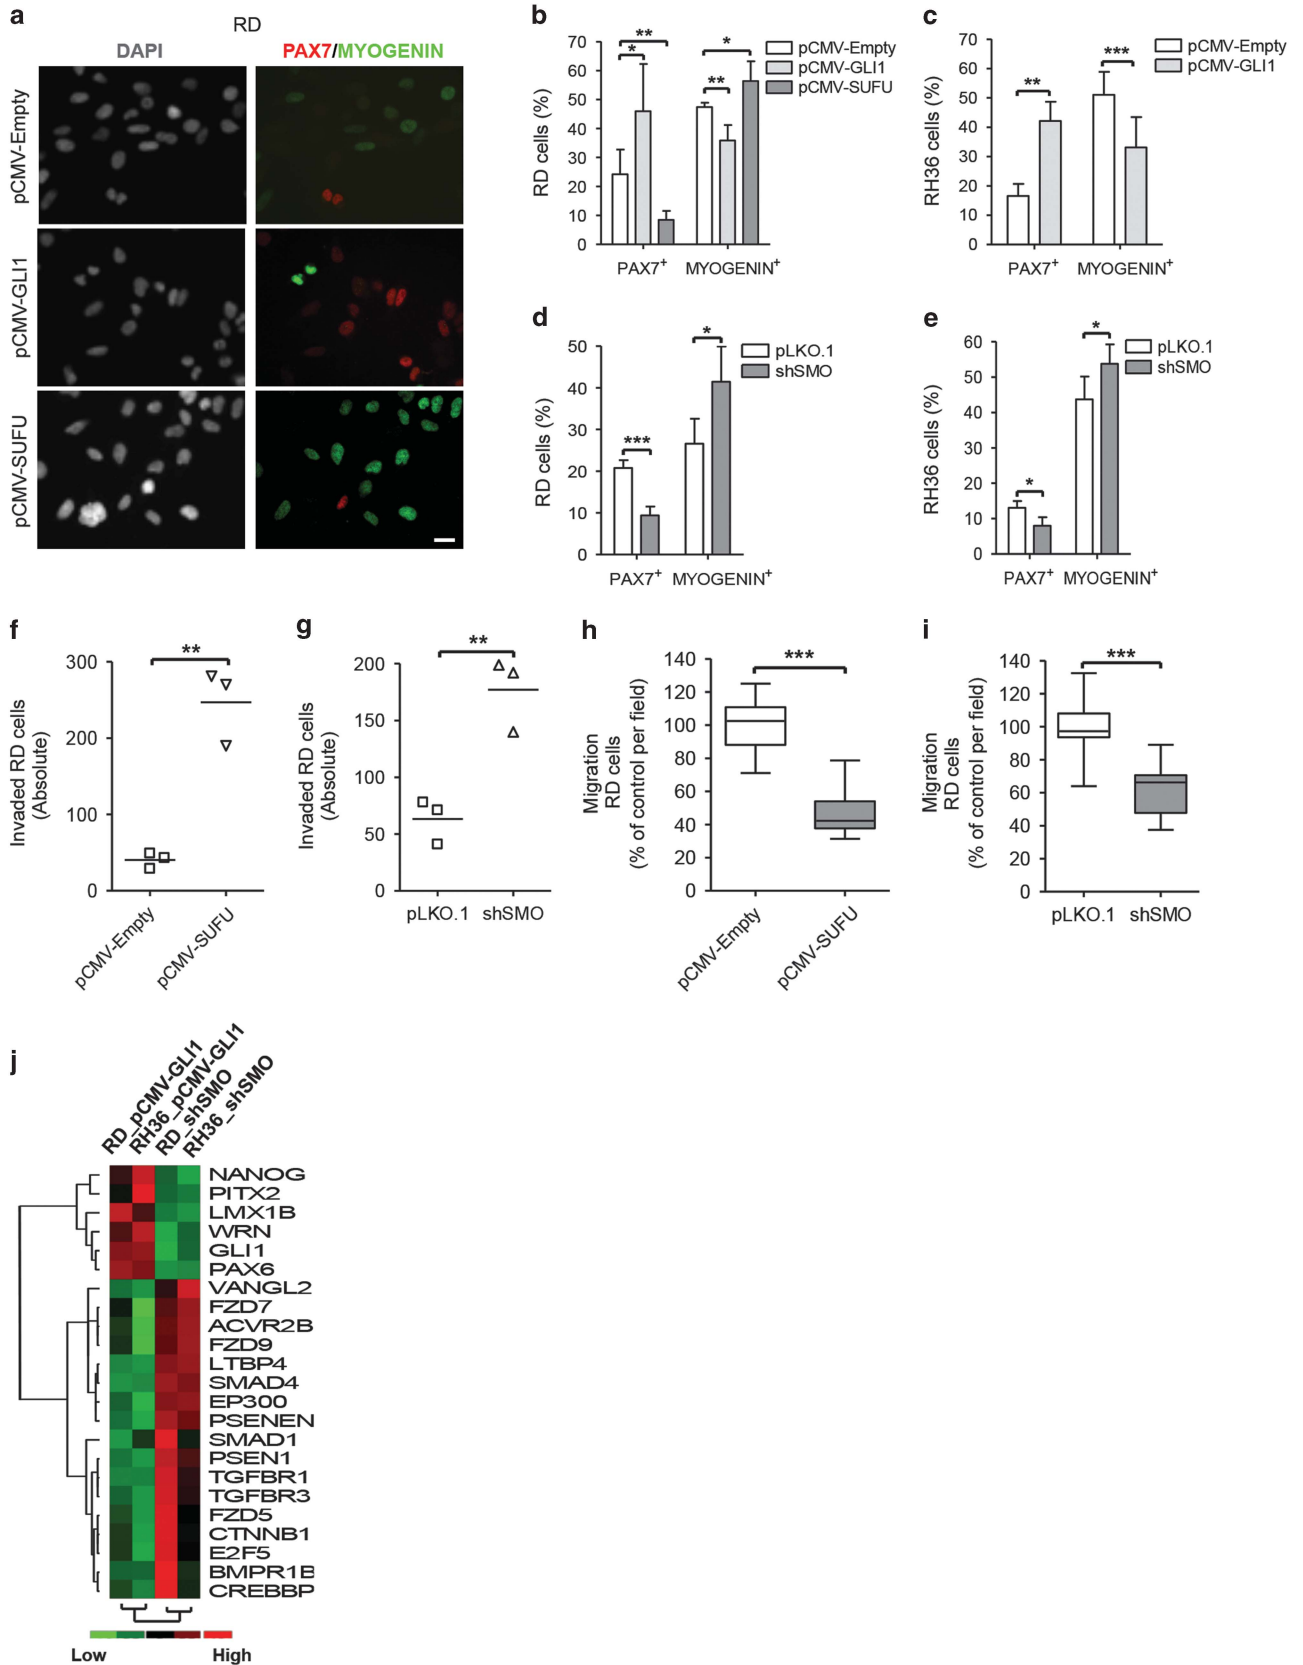 a
RD
DAPI
PAX7/MYOGENIN
pCMV-Empty
pCMV-GLI1
pCMV-SUFU
b
RD cells (%)
70
60
50
40
30
20
10
0
** 
*
**
*
PAX7+
MYOGENIN+
pCMV-Empty
pCMV-GLI1
pCMV-SUFU
c
RH36 cells (%)
70
60
50
40
30
20
10
0
**
***
PAX7+
MYOGENIN+
pCMV-Empty
pCMV-GLI1
d
RD cells (%)
50
40
30
20
10
0
***
*
PAX7+
MYOGENIN+
pLKO.1
shSMO
e
RH36 cells (%)
60
50
40
30
20
10
0
*
*
PAX7+
MYOGENIN+
pLKO.1
shSMO
f
Invaded RD cells
(Absolute)
300
200
100
0
**
pCMV-Empty
pCMV-SUFU
g
Invaded RD cells
(Absolute)
200
150
100
50
0
**
pLKO.1
shSMO
h
Migration
RD cells
(% of control per field)
140
120
100
80
60
40
20
0
***
pCMV-Empty
pCMV-SUFU
i
Migration
RD cells
(% of control per field)
140
120
100
80
60
40
20
0
***
pLKO.1
shSMO
j
RD_pCMV-GLI1
RH36_pCMV-GLI1
RD_shSMO
RH36_shSMO
NANOG
PITX2
LMX1B
WRN
GLI1
PAX6
VANGL2
FZD7
ACVR2B
FZD9
LTBP4
SMAD4
EP300
PSENEN
SMAD1
PSEN1
TGFBR1
TGFBR3
FZD5
CTNNB1
E2F5
BMPR1B
CREBBP
Low
High